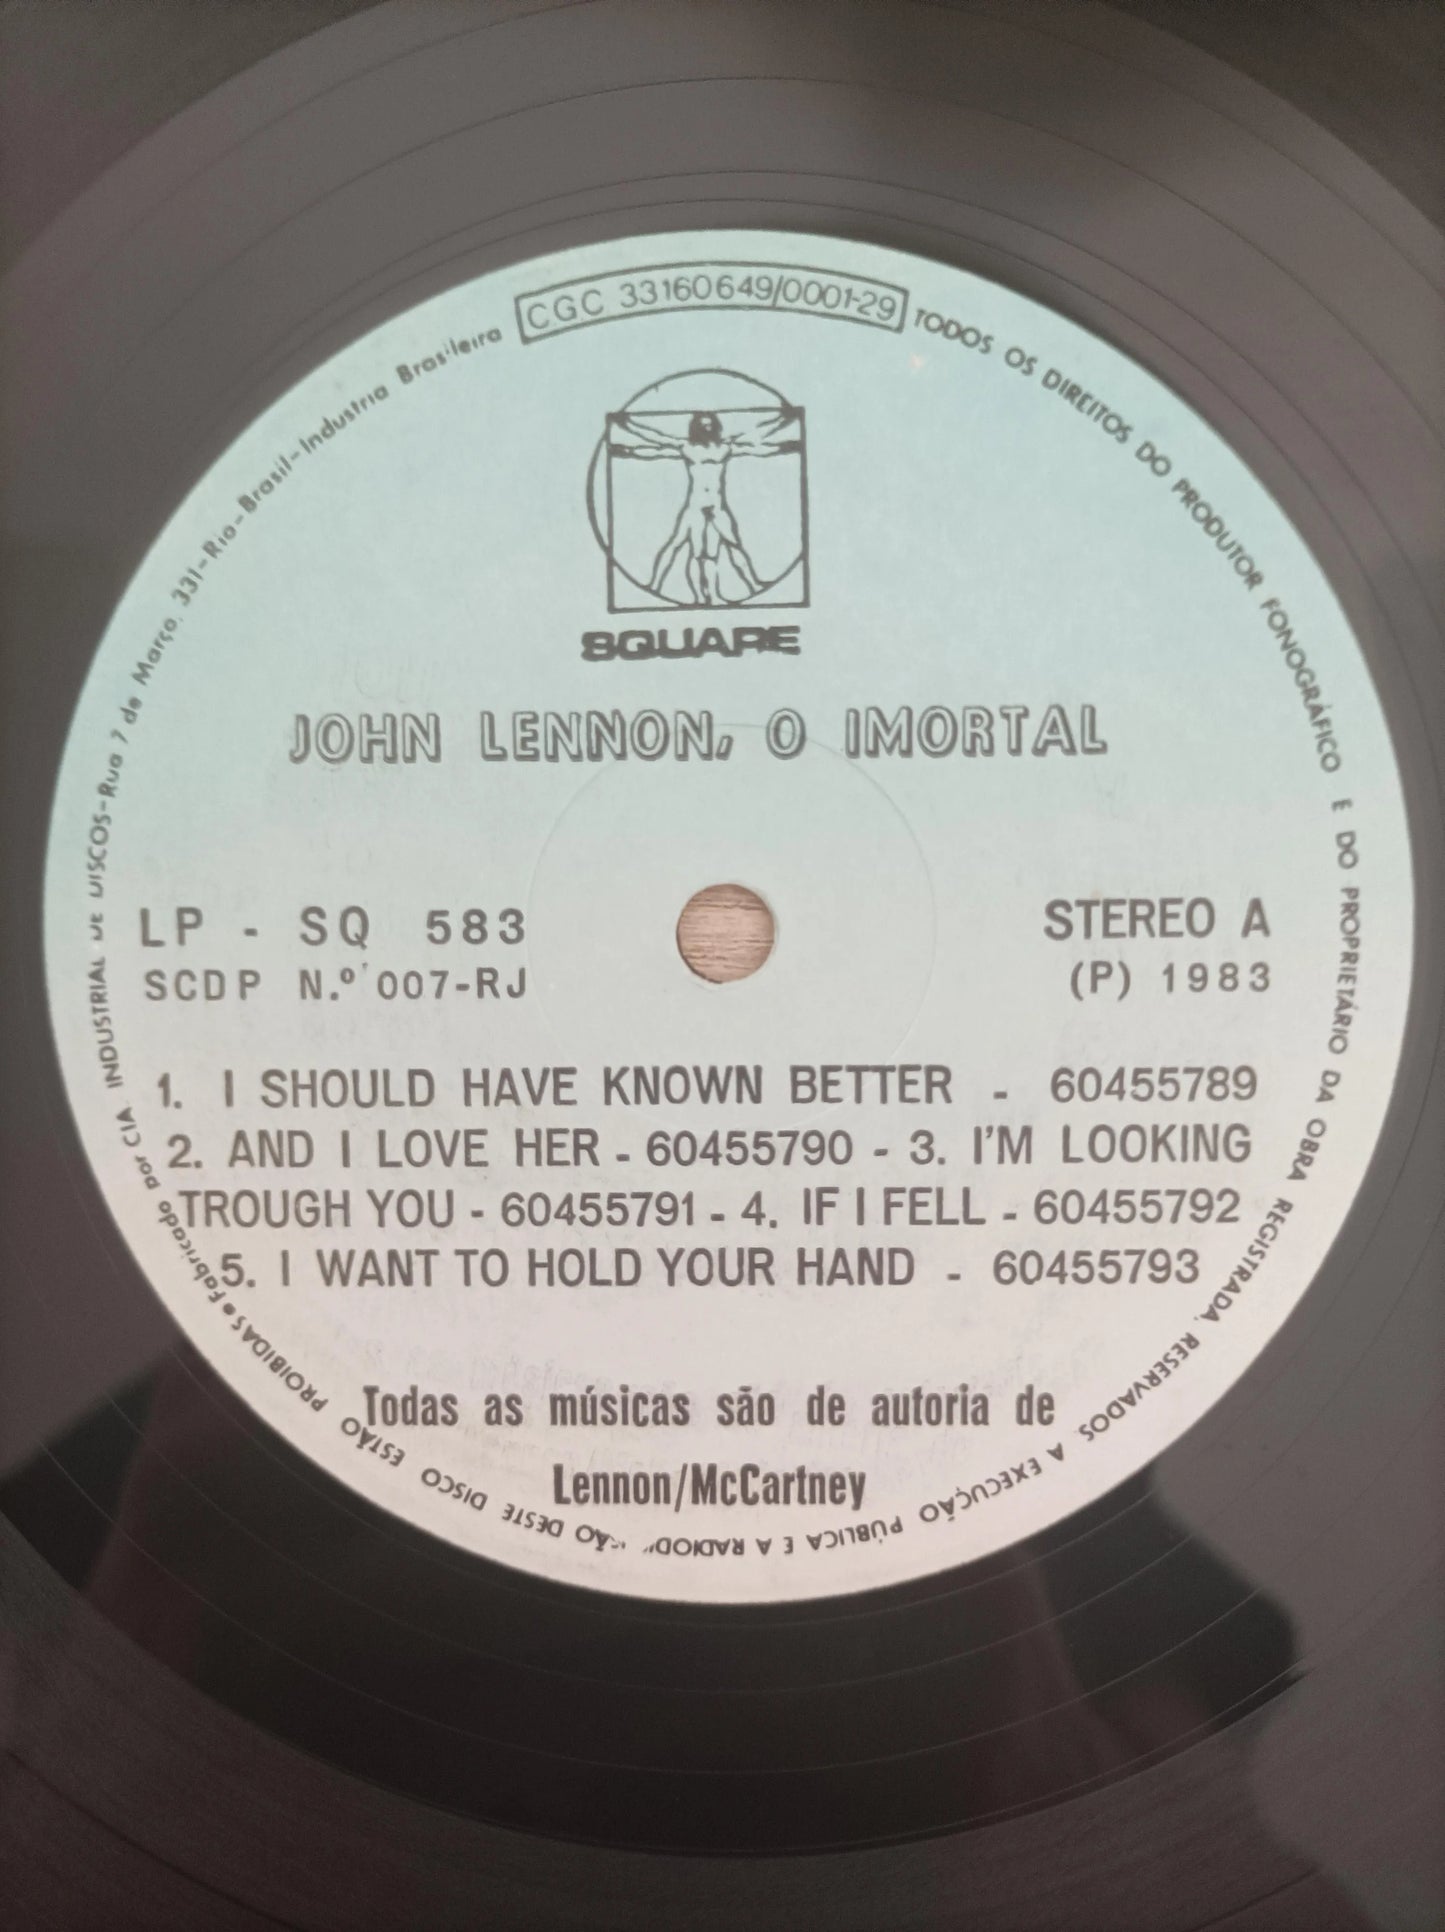 CGC 33160649/0001-29
TODOS OS DIREITOS DO PRODUTOR FONOGRÁFICO E DO PROPRIETÁRIO DA OBRA REGISTRADA, RESERVADOS. A EXECUÇÃO PÚBLICA E A RADIOD ÃO DESTE DISCO ESTÃO PROIBIDAS • Fabricado por CIA INDUSTRIAL DE DISCOS-Rua 7 de Março, 331-Rio-Brasil-Industria Brasileira
SQUARE
JOHN LENNON, O IMORTAL
LP - SQ 583
SCDP N.º 007-RJ
STEREO A
(P) 1983
1. I SHOULD HAVE KNOWN BETTER - 60455789
2. AND I LOVE HER - 60455790 - 3. I'M LOOKING
TROUGH YOU - 60455791 - 4. IF I FELL - 60455792
5. I WANT TO HOLD YOUR HAND - 60455793
Todas as músicas são de autoria de
Lennon/McCartney